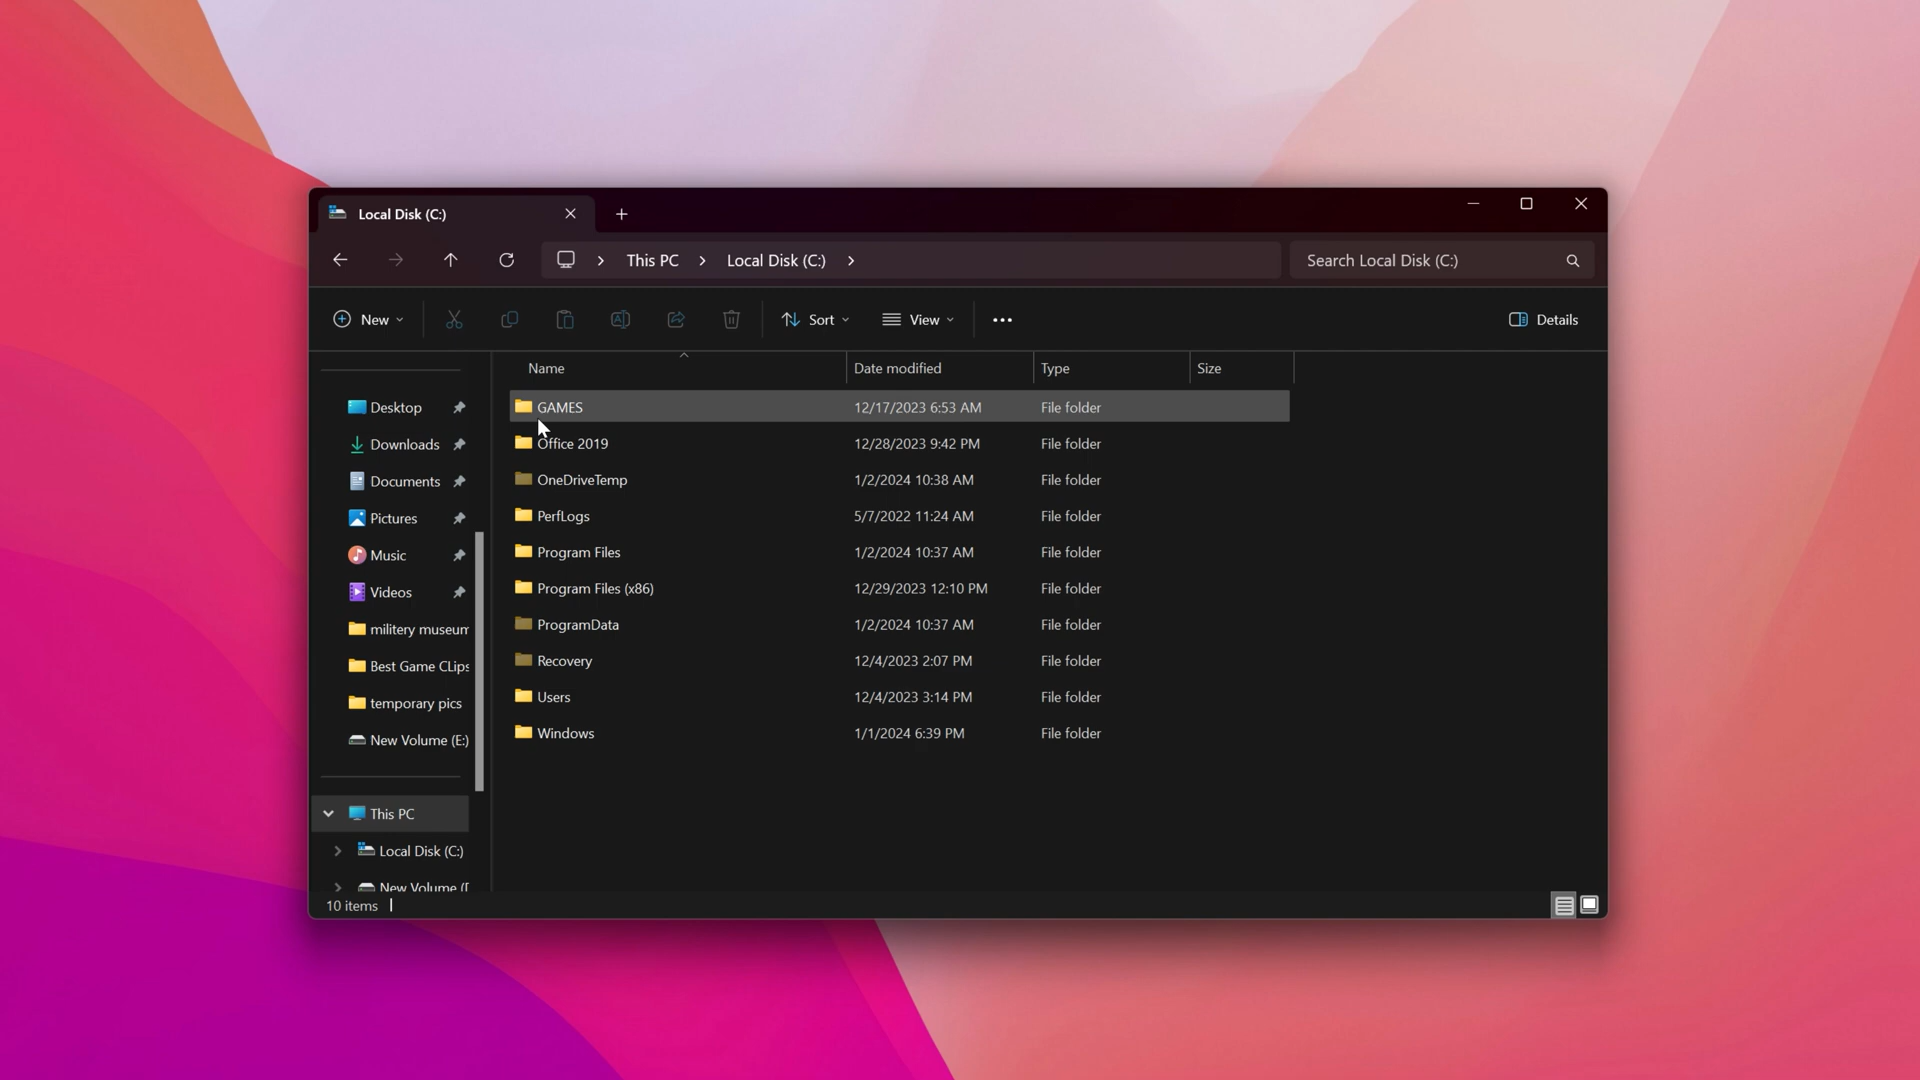 Local Disk (C:)
This PC > Local Disk (C:) >
Search Local Disk (C:)
New
Sort
View
Details
Name Date modified Type Size
Desktop
Downloads
Documents
Pictures
Music
Videos
militery museum
Best Game CLips
temporary pics
New Volume (E:)
This PC
Local Disk (C:)
New Volume (
GAMES 12/17/2023 6:53 AM File folder
Office 2019 12/28/2023 9:42 PM File folder
OneDriveTemp 1/2/2024 10:38 AM File folder
PerfLogs 5/7/2022 11:24 AM File folder
Program Files 1/2/2024 10:37 AM File folder
Program Files (x86) 12/29/2023 12:10 PM File folder
ProgramData 1/2/2024 10:37 AM File folder
Recovery 12/4/2023 2:07 PM File folder
Users 12/4/2023 3:14 PM File folder
Windows 1/1/2024 6:39 PM File folder
10 items